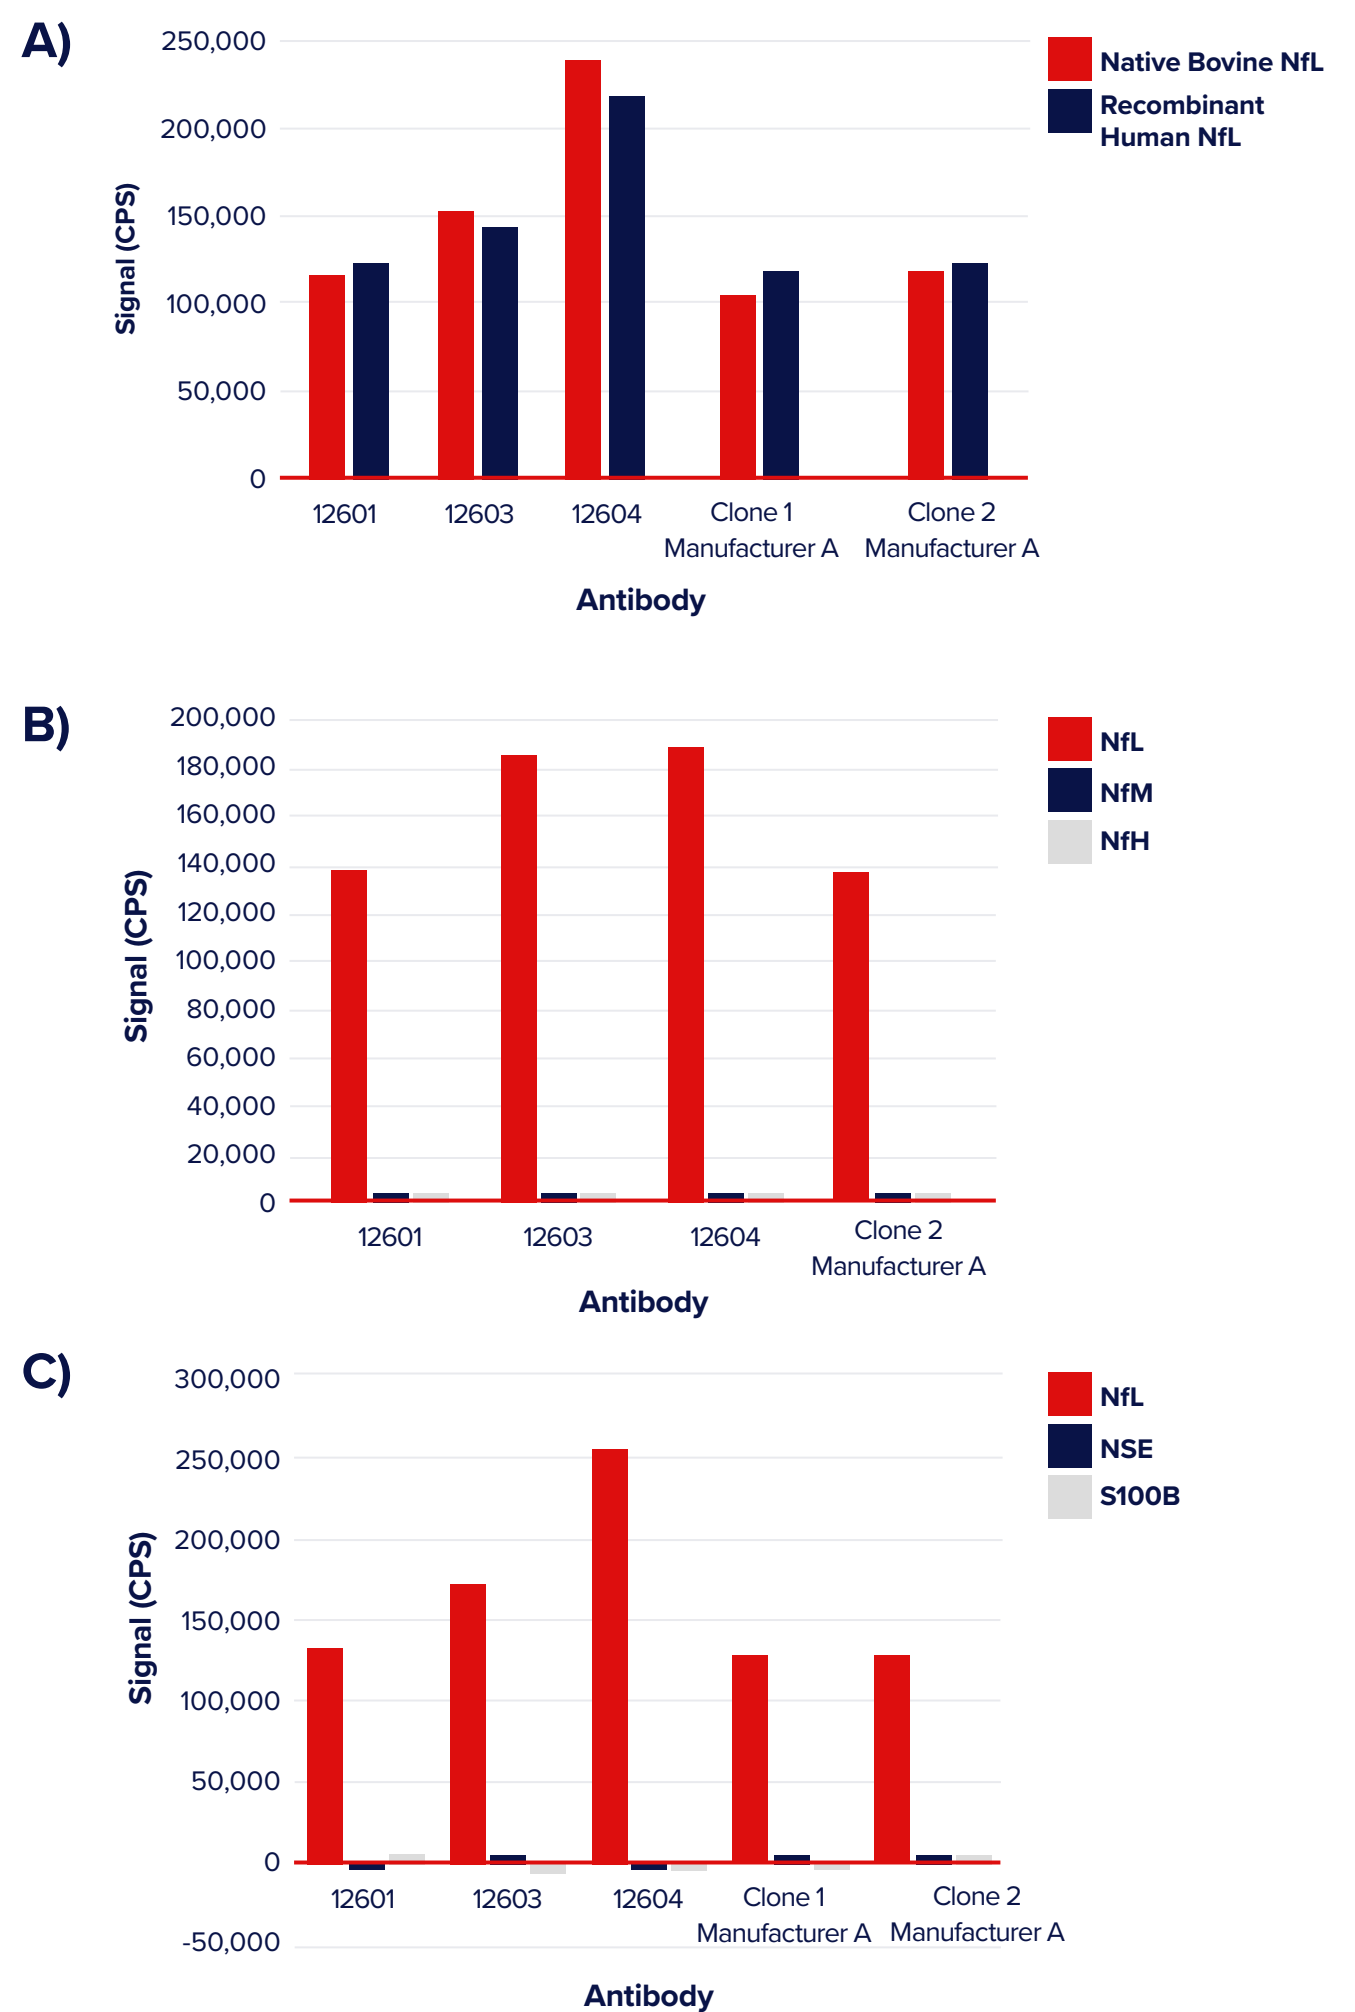 A)
250,000
200,000
150,000
100,000
50,000
0
Signal (CPS)
12601
12603
12604
Clone 1
Manufacturer A
Clone 2
Manufacturer A
Antibody
Native Bovine NfL
Recombinant
Human NfL
B)
200,000
180,000
160,000
140,000
120,000
100,000
80,000
60,000
40,000
20,000
0
Signal (CPS)
12601
12603
12604
Clone 2
Manufacturer A
Antibody
NfL
NfM
NfH
C)
300,000
250,000
200,000
150,000
100,000
50,000
0
-50,000
Signal (CPS)
12601
12603
12604
Clone 1
Manufacturer A
Clone 2
Manufacturer A
Antibody
NfL
NSE
S100B